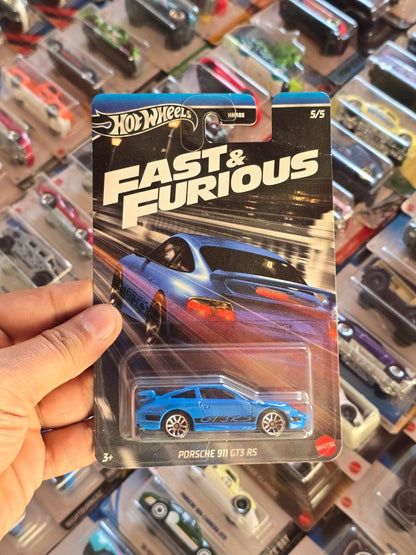 Hot Wheels
HNR88
5/5
FAST &
FURIOUS
PORSCHE 911 GT3 RS
3+
MATTEL